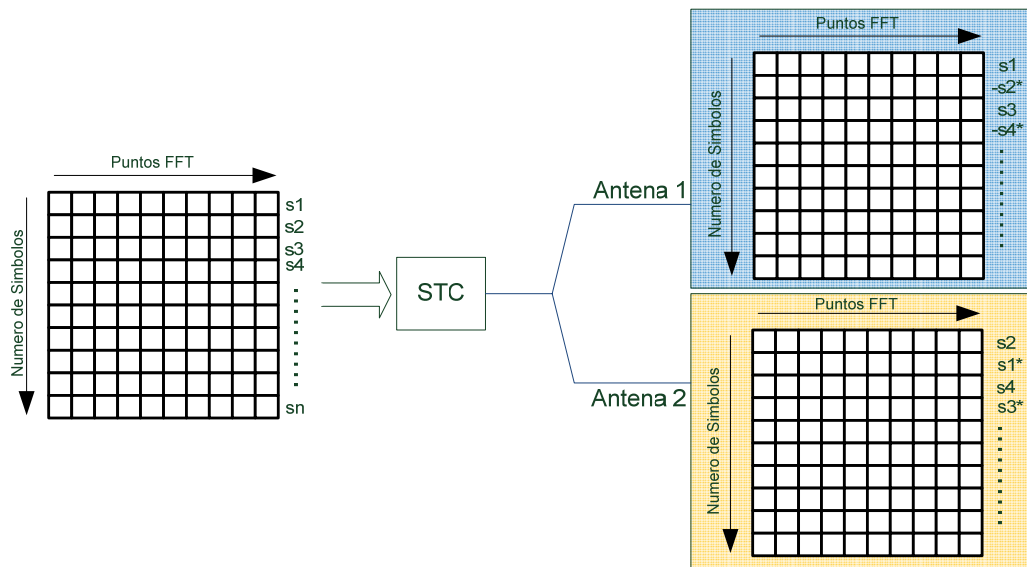 Puntos FFT
Numero de Simbolos
s1
s2
s3
s4
sn
STC
Antena 1
Antena 2
Puntos FFT
Numero de Simbolos
s1
-s2*
s3
-s4*
Puntos FFT
Numero de Simbolos
s2
s1*
s4
s3*